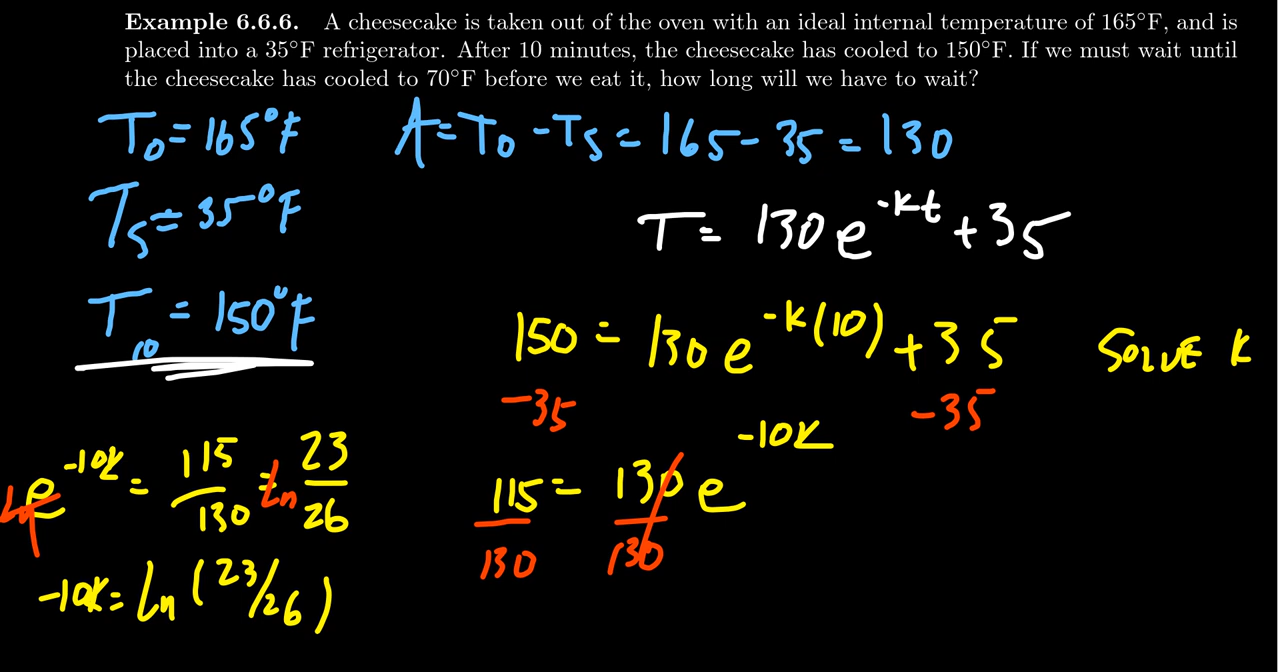 Example 6.6.6. A cheesecake is taken out of the oven with an ideal internal temperature of 165°F, and is
placed into a 35°F refrigerator. After 10 minutes, the cheesecake has cooled to 150°F. If we must wait until
the cheesecake has cooled to 70°F before we eat it, how long will we have to wait?
T₀ = 165°F
A = T₀ - Tₛ = 165 - 35 = 130
Tₛ = 35°F
T = 130e^(-kt) + 35
T₁₀ = 150°F
150 = 130e^(-k(10)) + 35 SOLVE K
-35 -35
115 = 130 e^(-10k)
130 130
Ln e^(-10k) = 115/130 = Ln 23/26
-10k = Ln (23/26)